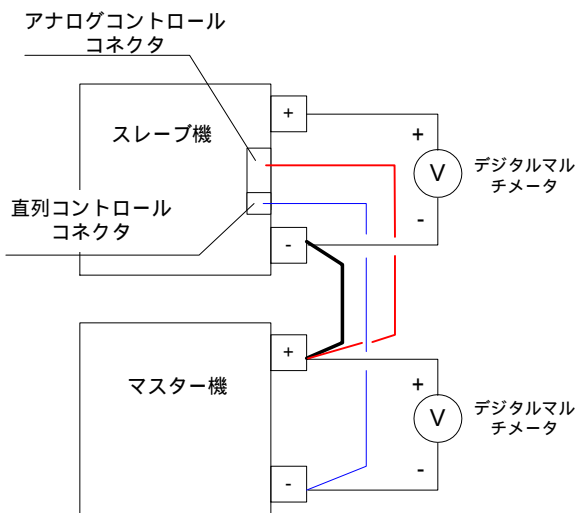 アナログコントロール
コネクタ
+
スレーブ機
+
V
デジタルマル
チメータ
-
直列コントロール
コネクタ
-
+
マスター機
+
V
デジタルマル
チメータ
-
-